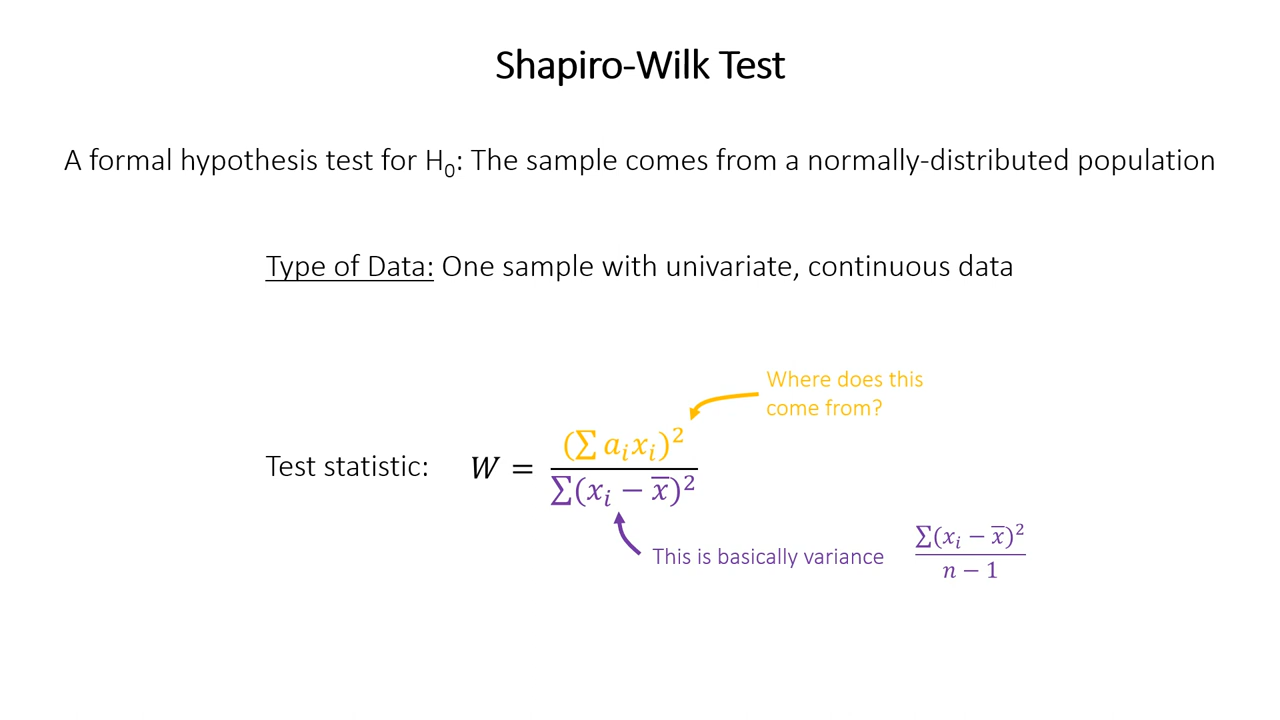 Shapiro-Wilk Test
A formal hypothesis test for H₀: The sample comes from a normally-distributed population
Type of Data: One sample with univariate, continuous data
Where does this
come from?
Test statistic: W = (∑ aᵢxᵢ)² / ∑(xᵢ − x̅)²
This is basically variance ∑(xᵢ − x̅)² / n − 1